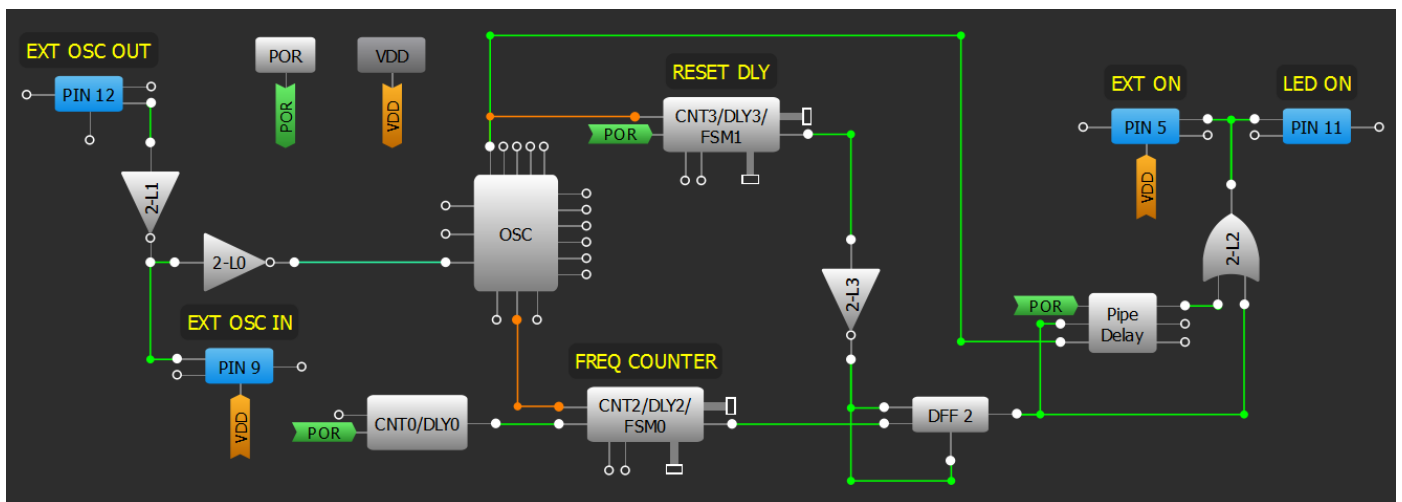 EXT OSC OUT
PIN 12
POR
POR
VDD
VDD
RESET DLY
CNT3/DLY3/
FSM1
POR
EXT ON
PIN 5
VDD
LED ON
PIN 11
2-L1
2-L0
OSC
2-L3
2-L2
POR
Pipe
Delay
EXT OSC IN
PIN 9
VDD
POR
CNT0/DLY0
FREQ COUNTER
CNT2/DLY2/
FSM0
DFF 2